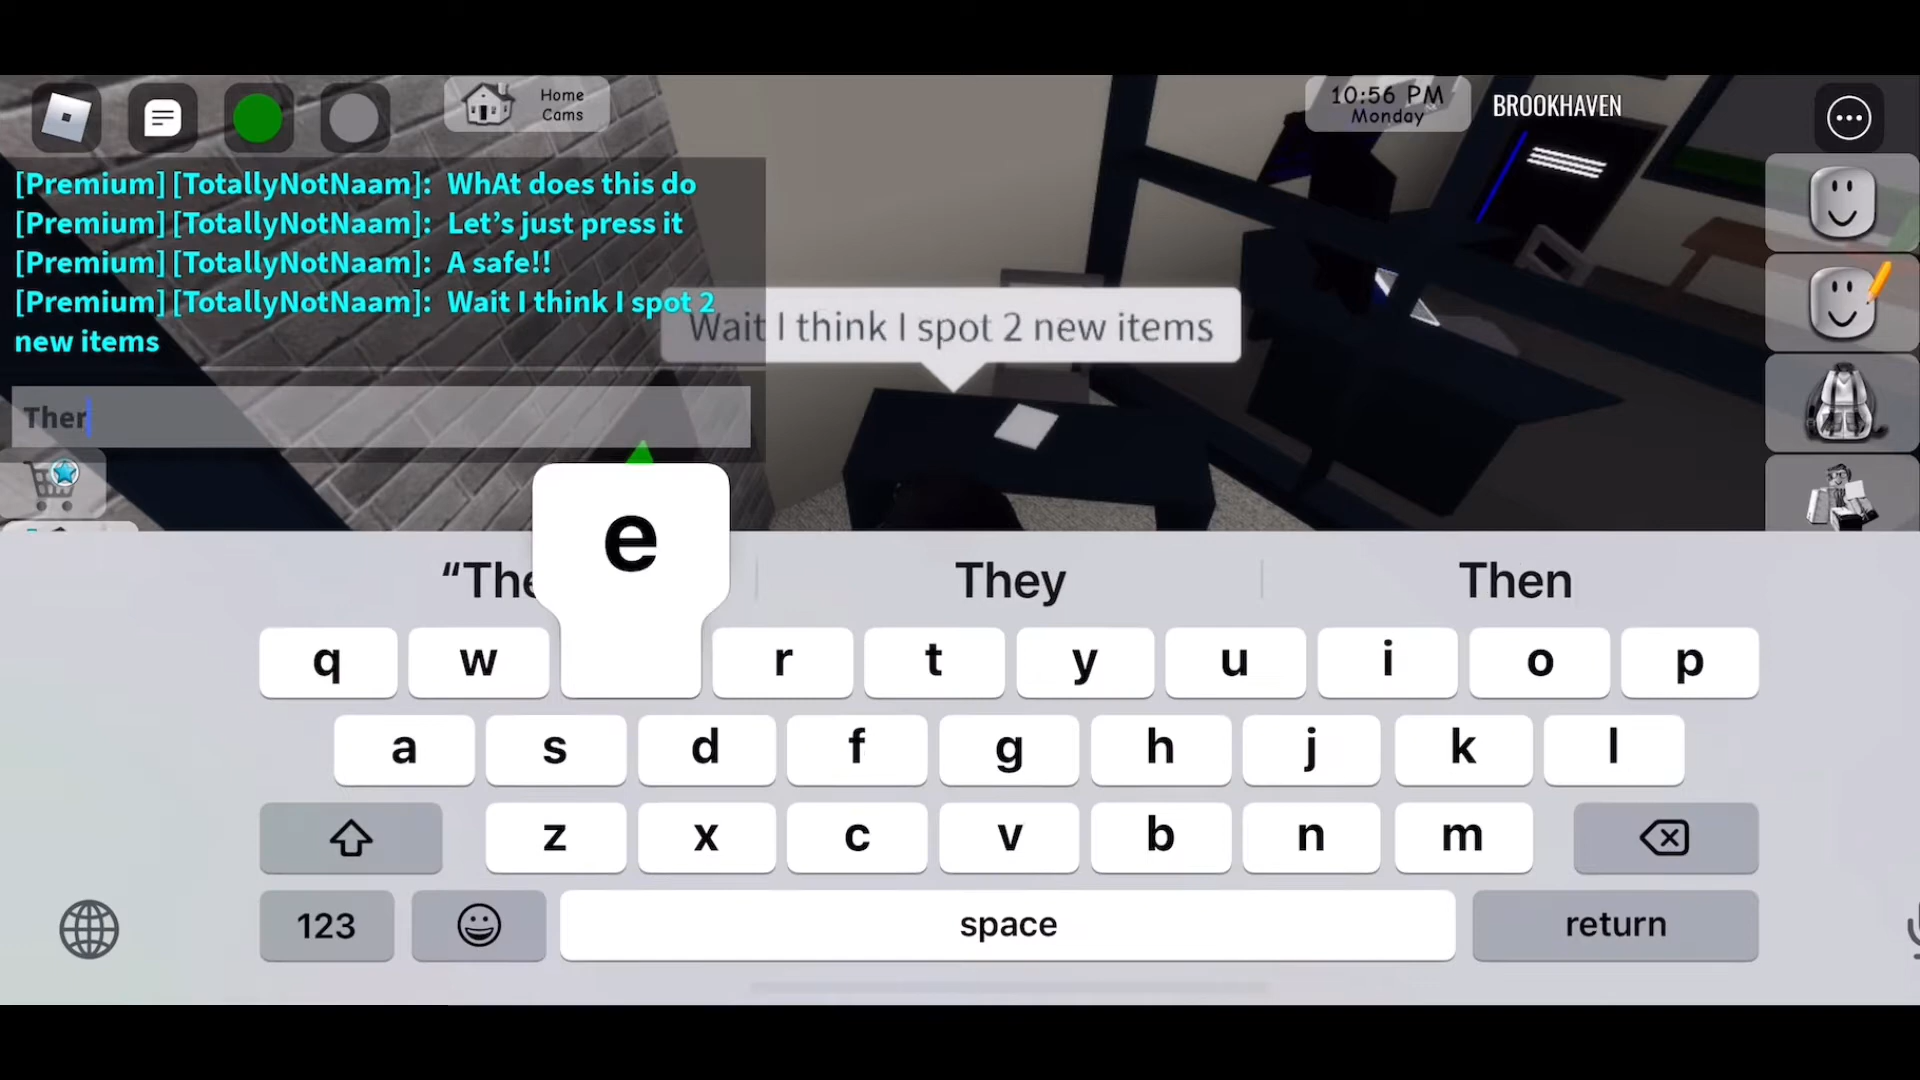 Home
Cams
10:56 PM
Monday
BROOKHAVEN
[Premium] [TotallyNotNaam]: WhAt does this do
[Premium] [TotallyNotNaam]: Let’s just press it
[Premium] [TotallyNotNaam]: A safe!!
[Premium] [TotallyNotNaam]: Wait I think I spot 2
new items
Wait I think I spot 2 new items
Ther
“The
They
Then
e
q w r t y u i o p
a s d f g h j k l
z x c v b n m
123
space
return